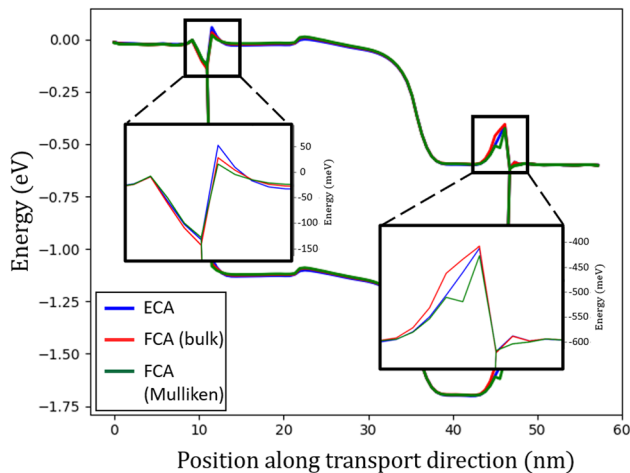 0.00
−0.25
−0.50
−0.75
−1.00
−1.25
−1.50
−1.75
Energy (eV)
50
0
-50
-100
-150
Energy (meV)
-400
-450
-500
-550
-600
Energy (meV)
ECA
FCA (bulk)
FCA
(Mulliken)
0 10 20 30 40 50 60
Position along transport direction (nm)